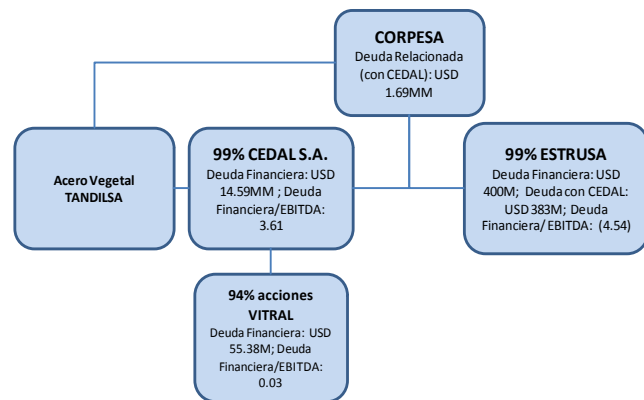 CORPESA
Deuda Relacionada
(con CEDAL): USD
1.69MM
Acero Vegetal
TANDILSA
99% CEDAL S.A.
Deuda Financiera: USD
14.59MM ; Deuda
Financiera/EBITDA:
3.61
99% ESTRUSA
Deuda Financiera: USD
400M; Deuda con CEDAL:
USD 383M; Deuda
Financiera/EBITDA: (4.54)
94% acciones
VITRAL
Deuda Financiera: USD
55.38M; Deuda
Financiera/EBITDA:
0.03